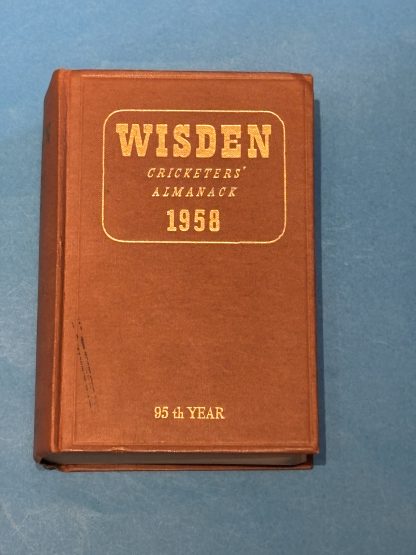 WISDEN
CRICKETERS'
ALMANACK
1958
95 th YEAR